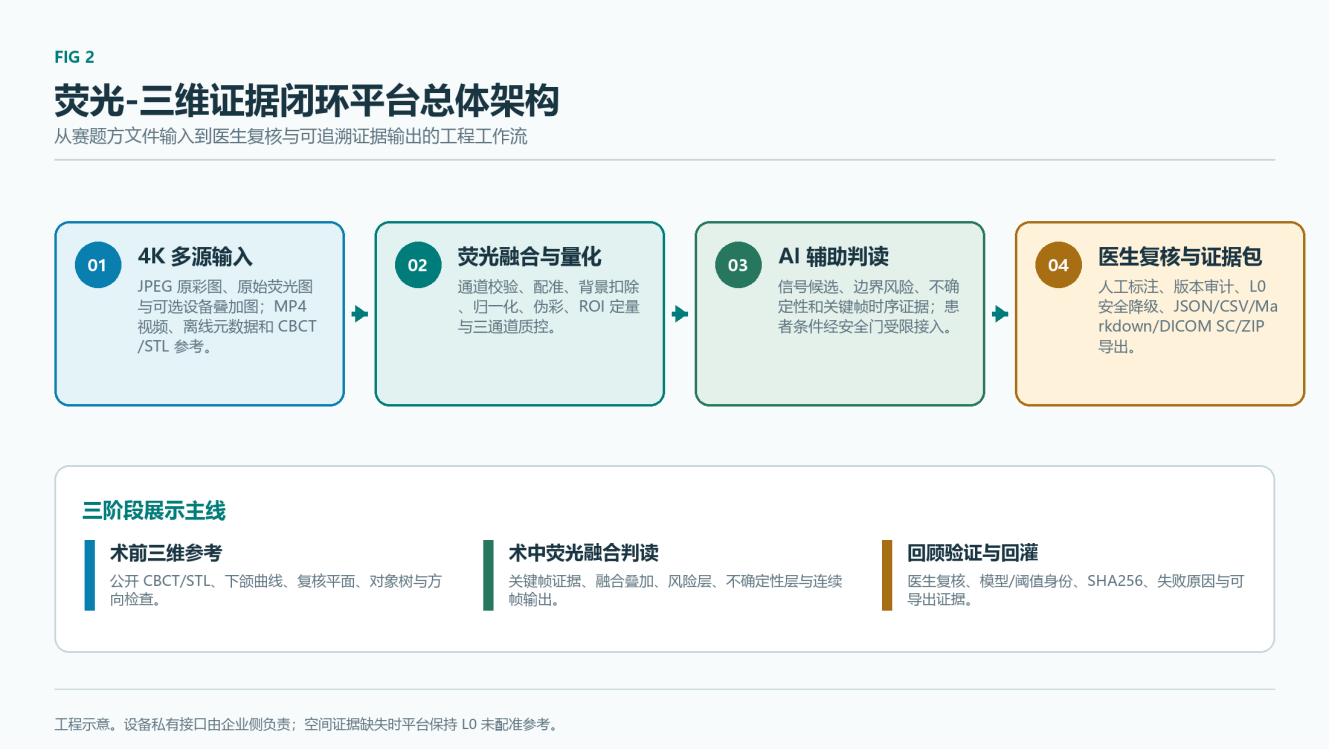 FIG 2
荧光-三维证据闭环平台总体架构
从赛题方文件输入到医生复核与可追溯证据输出的工程工作流
01
4K 多源输入
JPEG 原彩图、原始荧光图
与可选设备叠加图；MP4
视频、离线元数据和 CBCT
/STL 参考。
02
荧光融合与量化
通道校验、配准、背景扣除
、归一化、伪彩、ROI 定量
与三通道质控。
03
AI 辅助判读
信号候选、边界风险、不确
定性和关键帧时序证据；患
者条件经安全门受限接入。
04
医生复核与证据包
人工标注、版本审计、L0
安全降级、JSON/CSV/Ma
rkdown/DICOM SC/ZIP
导出。
三阶段展示主线
术前三维参考
公开 CBCT/STL、下颌曲线、复核平面、对象树与方
向检查。
术中荧光融合判读
关键帧证据、融合叠加、风险层、不确定性层与连续
帧输出。
回顾验证与回灌
医生复核、模型/阈值身份、SHA256、失败原因与可
导出证据。
工程示意。设备私有接口由企业侧负责；空间证据缺失时平台保持 L0 未配准参考。